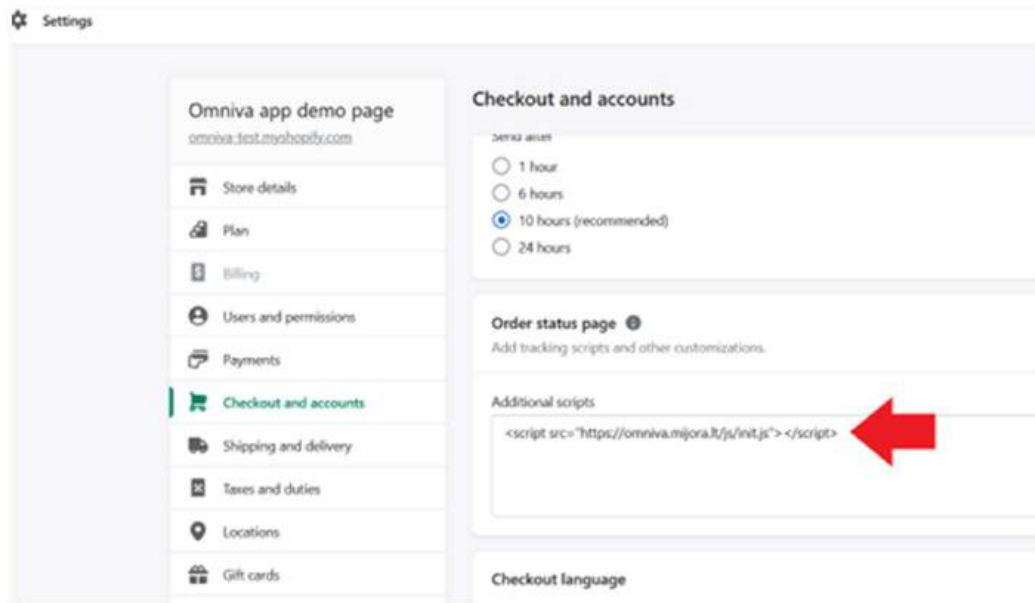 Settings
Omniva app demo page
omniva-test.myshopify.com
Store details
Plan
Billing
Users and permissions
Payments
Checkout and accounts
Shipping and delivery
Taxes and duties
Locations
Gift cards
Checkout and accounts
Send after
1 hour
6 hours
10 hours (recommended)
24 hours
Order status page
Add tracking scripts and other customizations.
Additional scripts
<script src="https://omniva.mijora.lt/js/init.js"> </script>
Checkout language